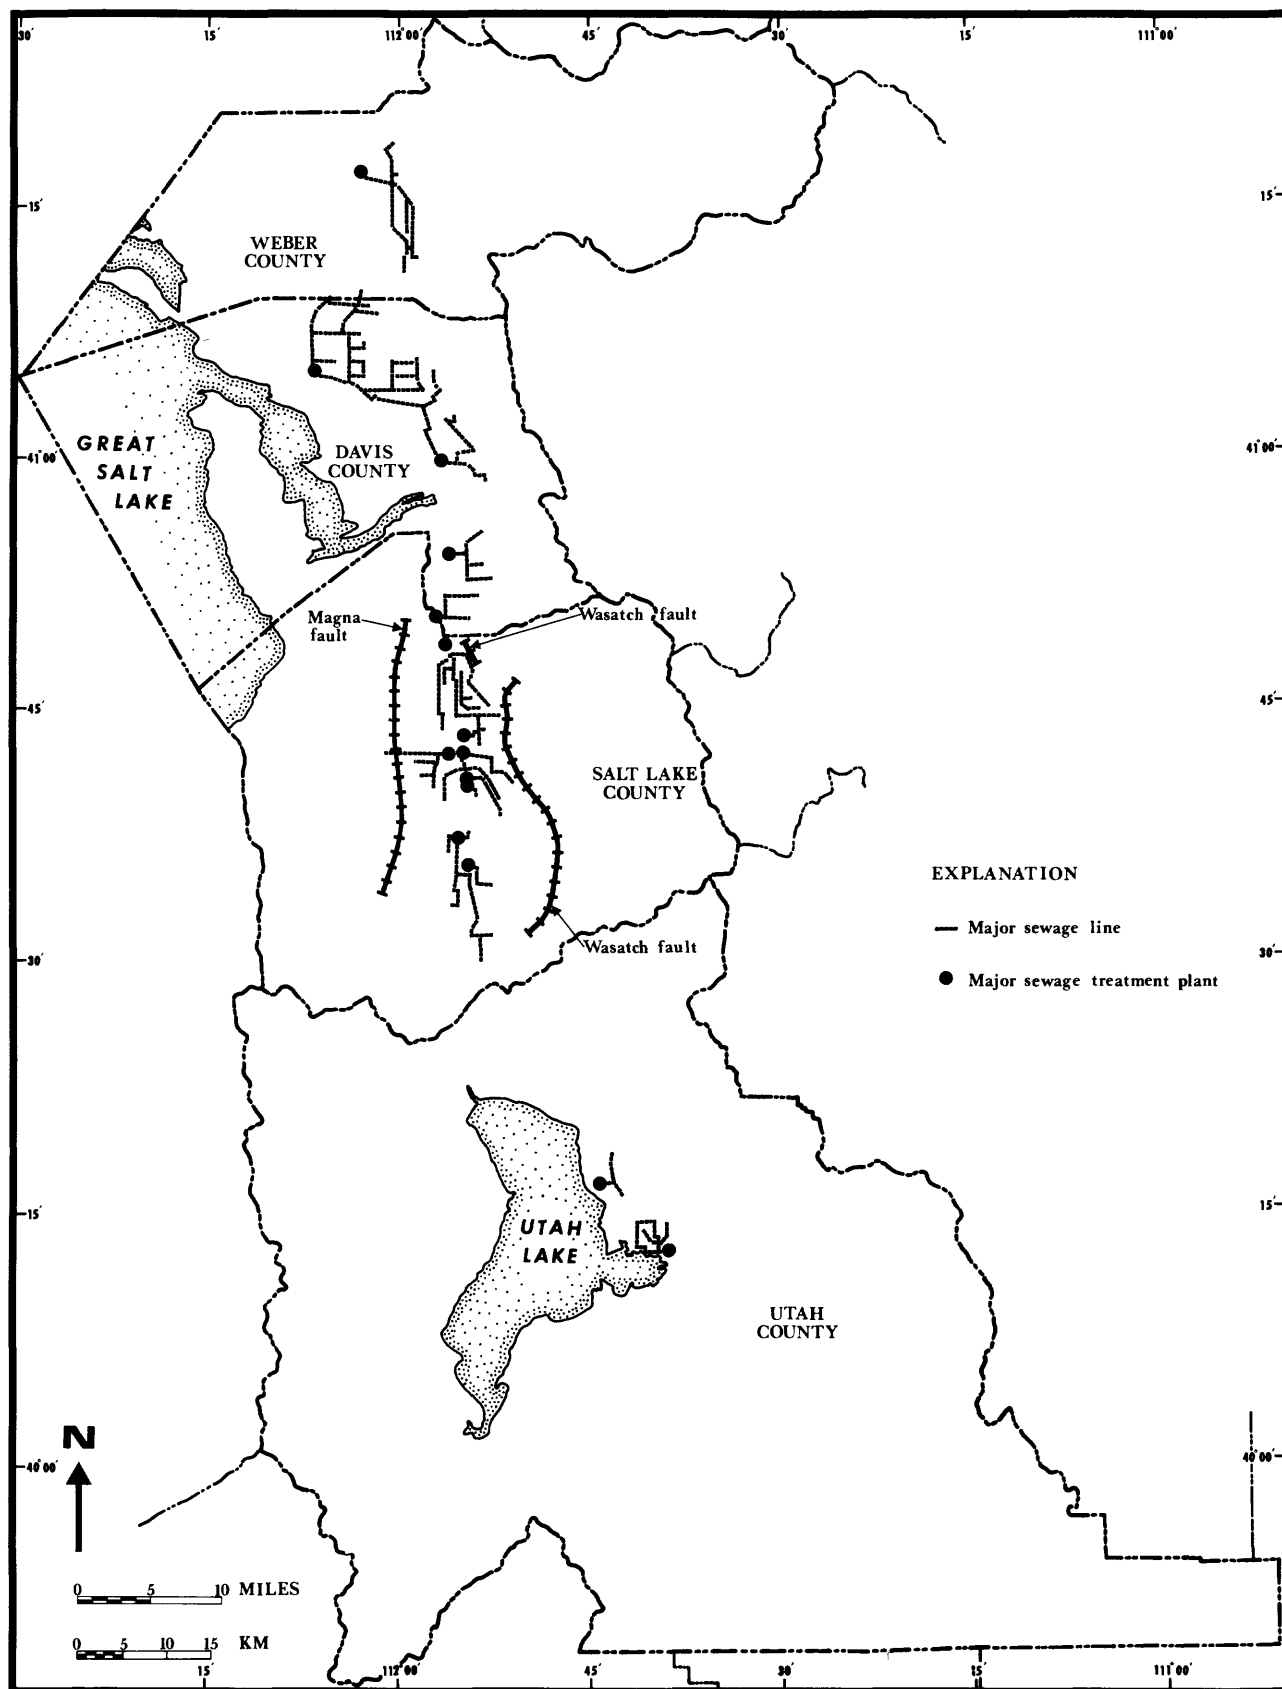 30′ 15′ 112°00′ 45′ 30′ 15′ 111°00′
15′ 15′
WEBER
COUNTY
GREAT
SALT
LAKE
DAVIS
COUNTY
41°00′ 41°00′
Magna
fault
Wasatch fault
45′ 45′
SALT LAKE
COUNTY
EXPLANATION
Major sewage line
Major sewage treatment plant
Wasatch fault
30′ 30′
15′ 15′
UTAH
LAKE
UTAH
COUNTY
N
40°00′ 40°00′
0 5 10 MILES
0 5 10 15 KM
15′ 112°00′ 45′ 30′ 15′ 111°00′